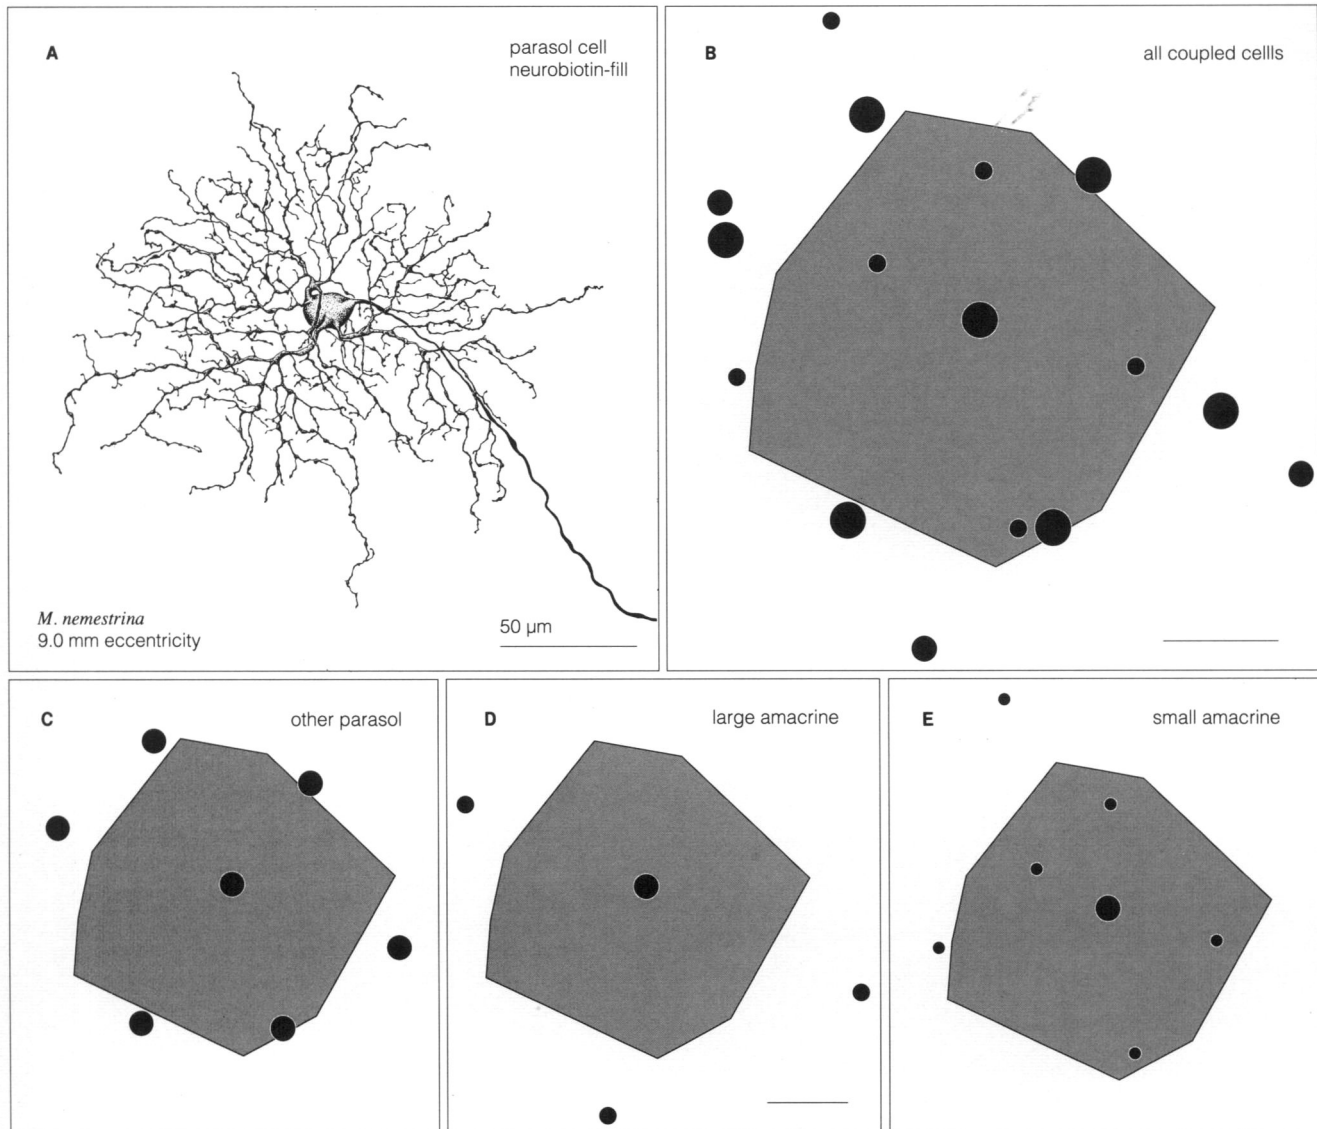 A
parasol cell
neurobiotin-fill
M. nemestrina
9.0 mm eccentricity
50 µm
B
all coupled cellls
C
other parasol
D
large amacrine
E
small amacrine